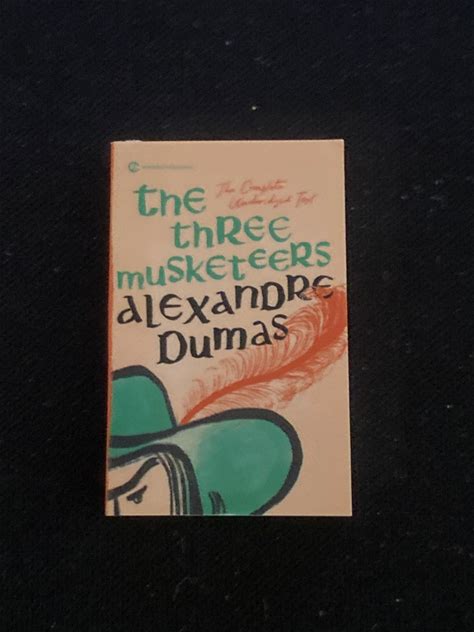 the
The Complete
Unabridged Text
thRee
musketeers
alexandre
Dumas